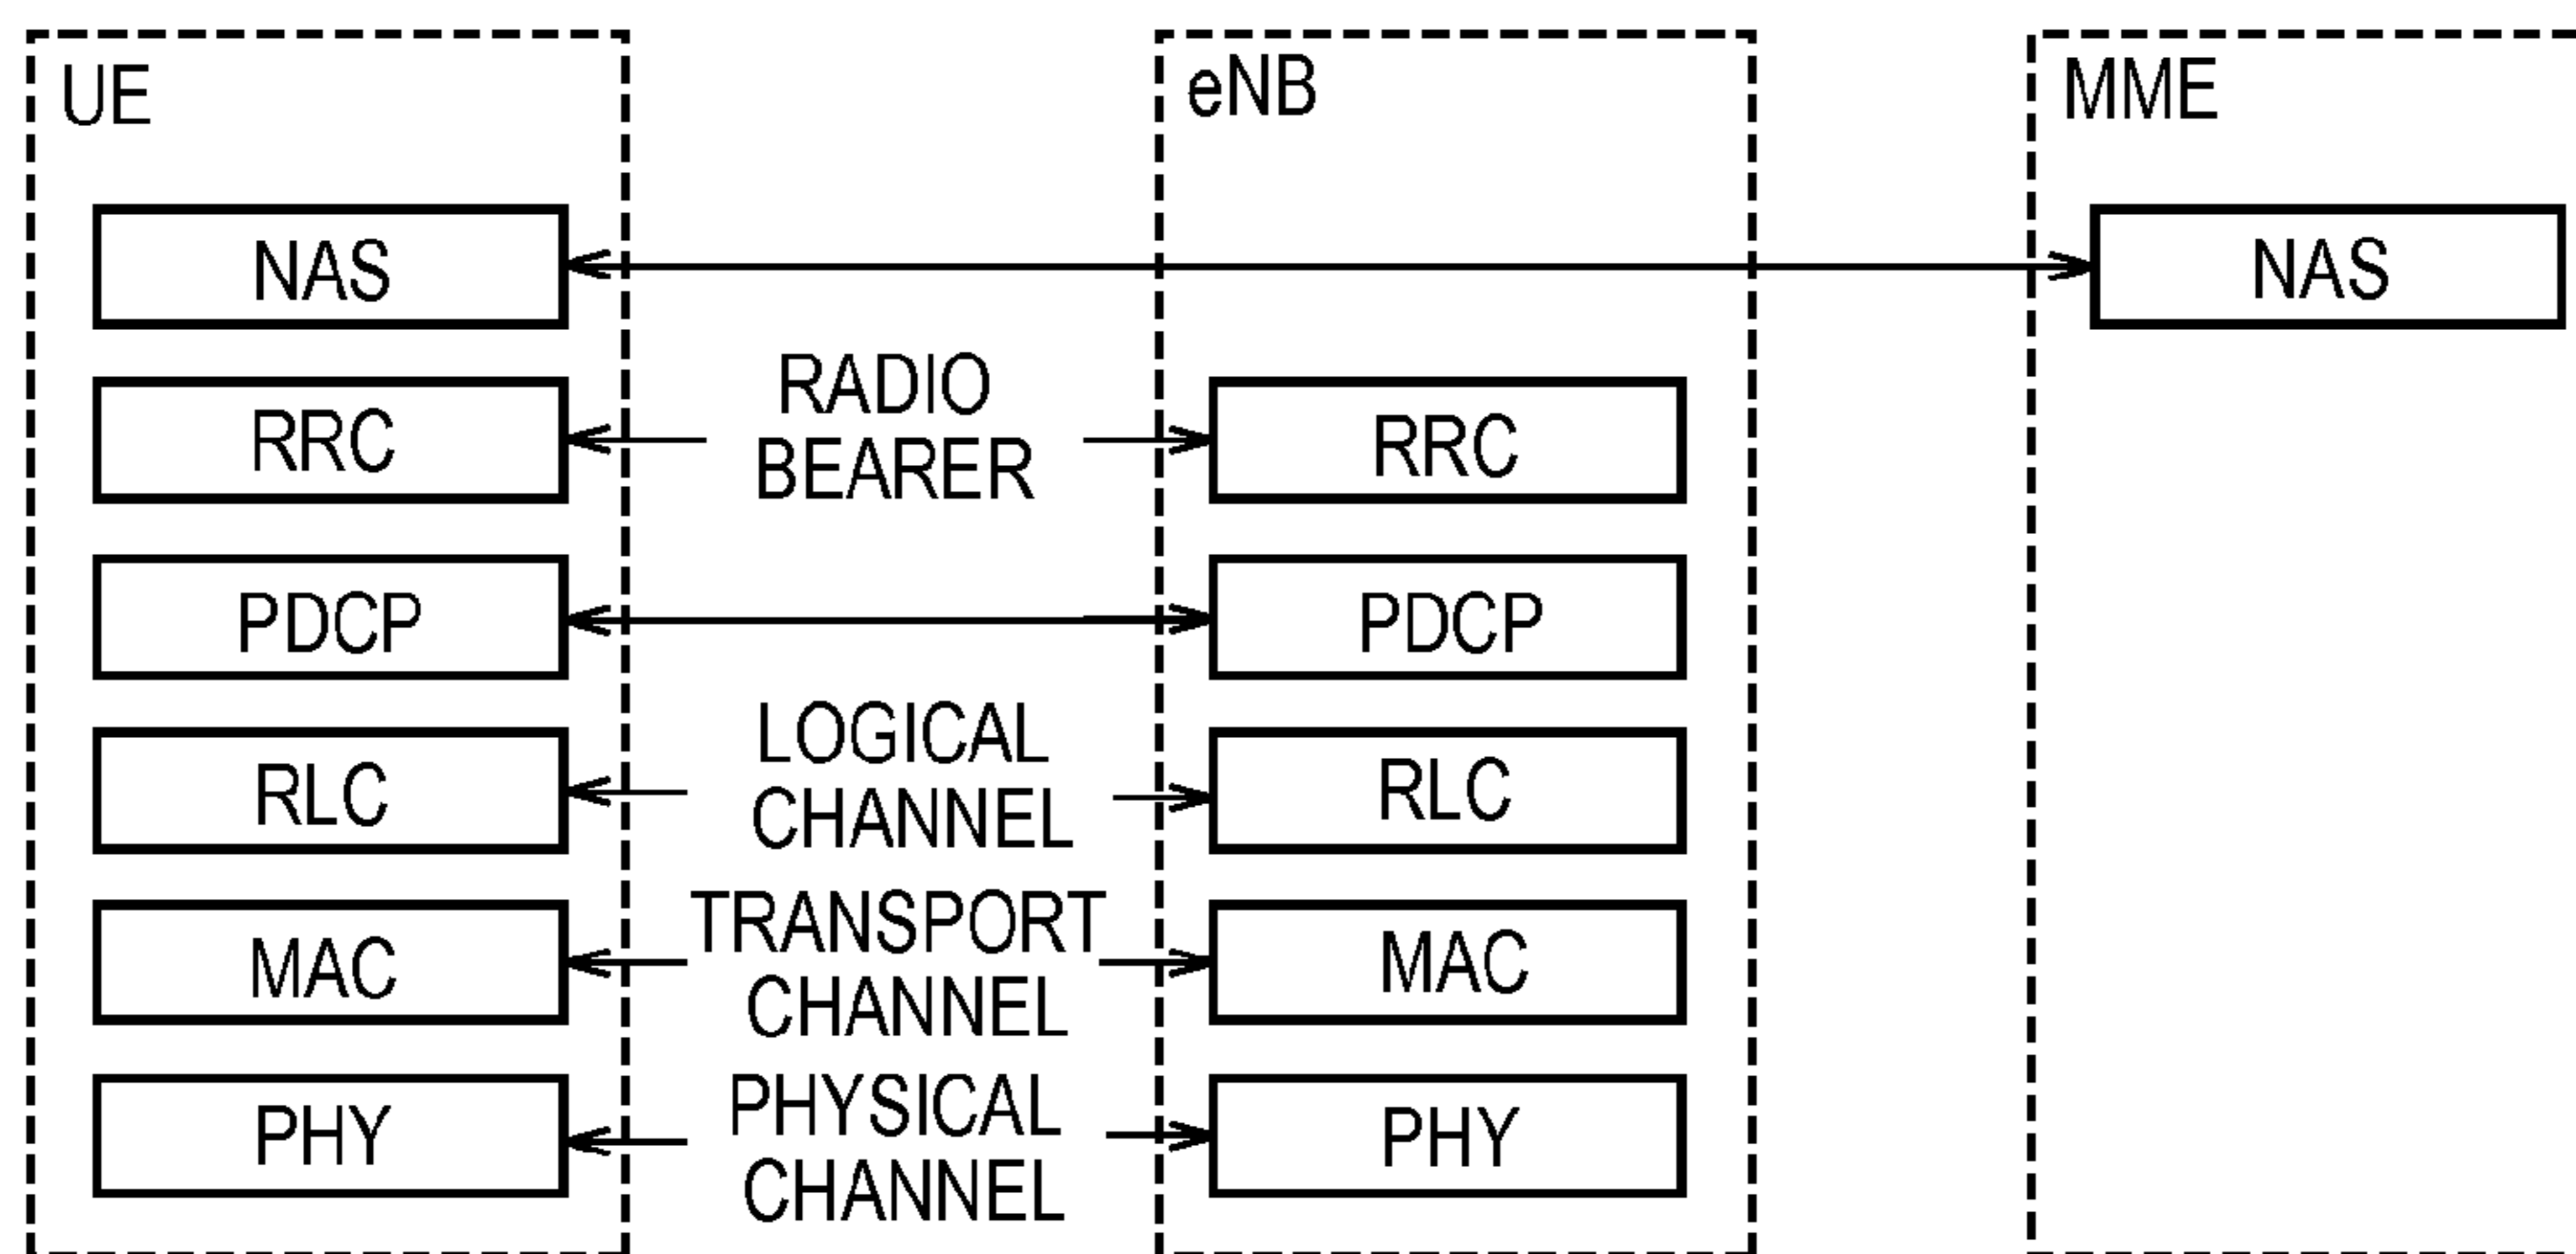 UE
eNB
MME
NAS
NAS
RADIO
BEARER
RRC
RRC
PDCP
PDCP
LOGICAL
CHANNEL
RLC
RLC
TRANSPORT
CHANNEL
MAC
MAC
PHYSICAL
CHANNEL
PHY
PHY